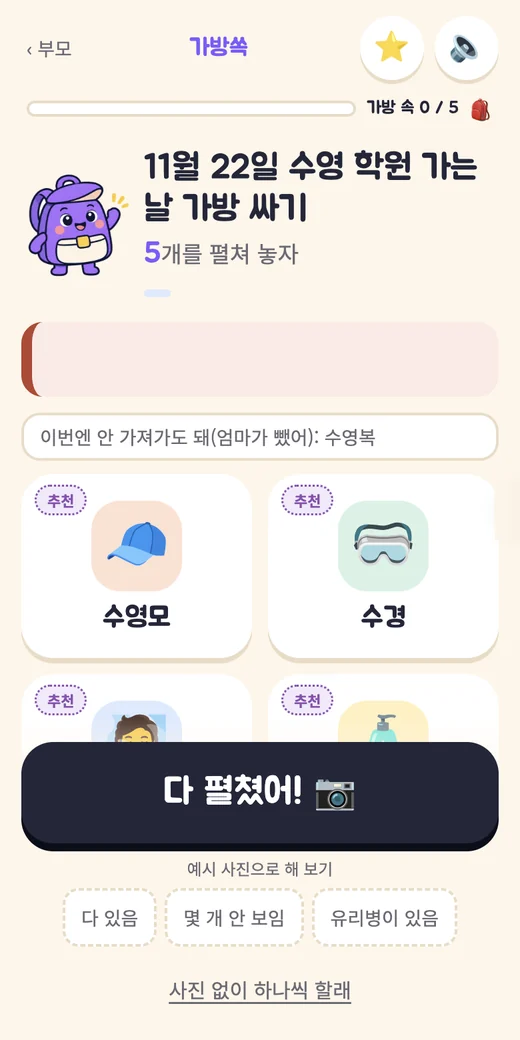 ‹ 부모
가방쏙
가방 속 0 / 5
11월 22일 수영 학원 가는
날 가방 싸기
5개를 펼쳐 놓자
이번엔 안 가져가도 돼(엄마가 뺐어): 수영복
추천
추천
수영모
수경
추천
추천
다 펼쳤어!
예시 사진으로 해 보기
다 있음
몇 개 안 보임
유리병이 있음
사진 없이 하나씩 할래